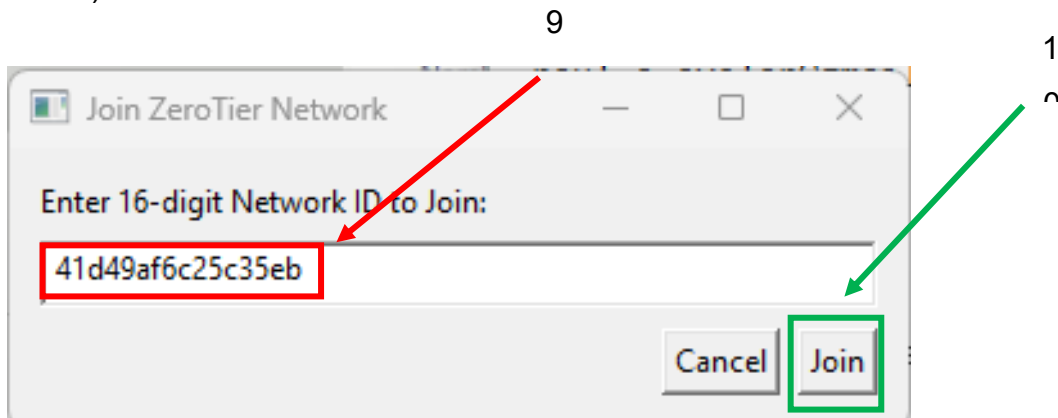 9
1
Join ZeroTier Network
Enter 16-digit Network ID to Join:
41d49af6c25c35eb
Cancel Join